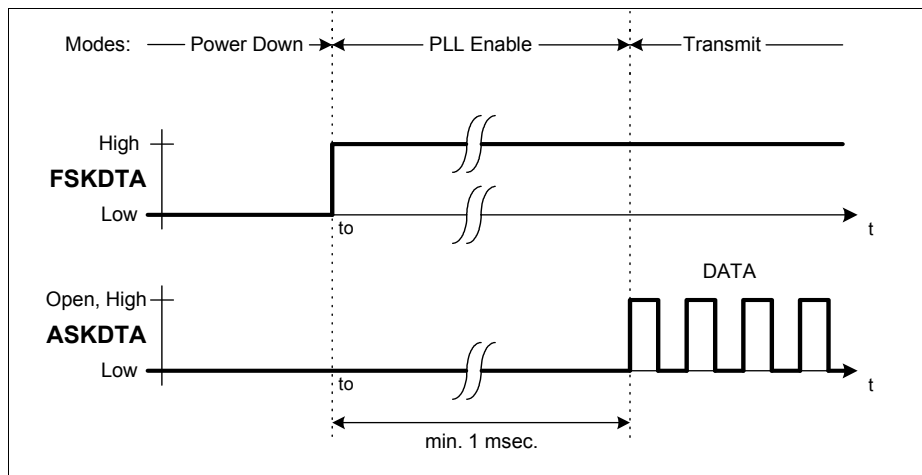 Modes: Power Down PLL Enable Transmit
High
FSKDTA
Low
to
t
DATA
Open, High
ASKDTA
Low
to
t
min. 1 msec.